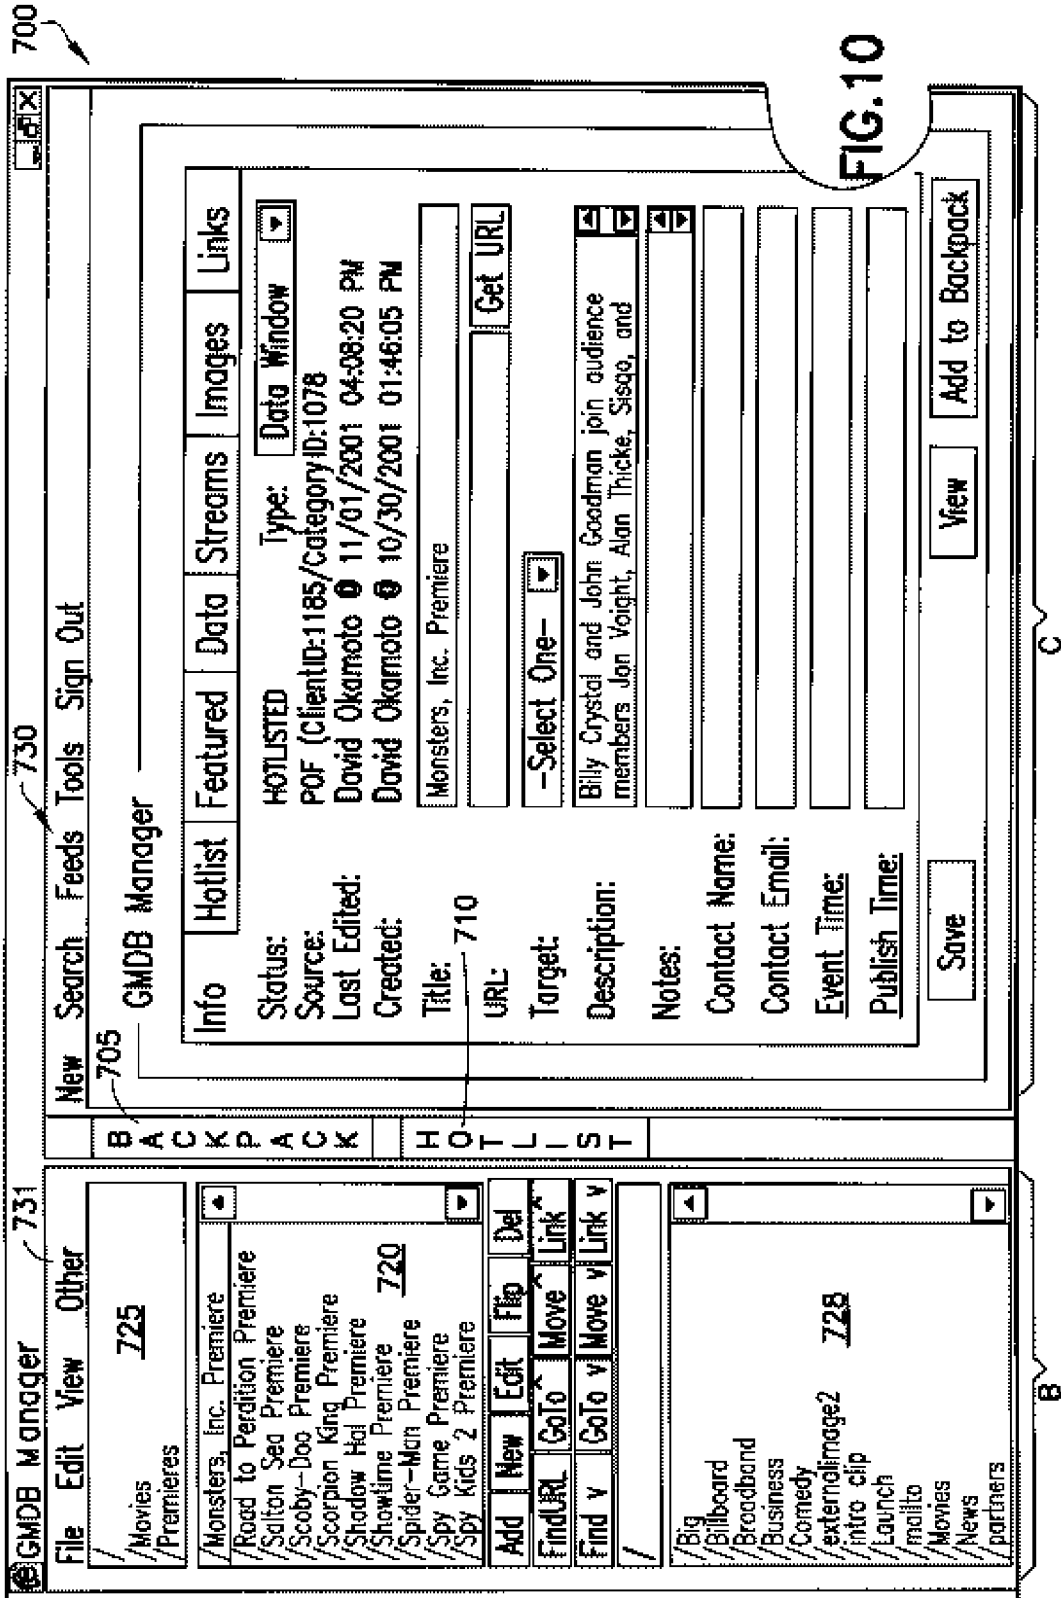 700
730
731
GMDB Manager
File Edit View Other
/
//Movies
//Premieres
725
//Monsters, Inc. Premiere
//Road to Perdition Premiere
//Salton Sea Premiere
//Scooby-Doo Premiere
//Scorpion King Premiere
//Shadow Hal Premiere
//Showtime Premiere
//Spider-Man Premiere
//Spy Game Premiere
//Spy Kids 2 Premiere
720
Add New Edit Flip Del
FindURL GoTo ^ Move ^ Link ^
Find v GoTo v Move v Link v
/
//Big
//Billboard
//Broadband
//Business
//Comedy
//externalimage2
//intro clip
//Launch
//mailto
//Movies
//News
//partners
728
B
705
BACKPACK
HOTLIST
710
New Search Feeds Tools Sign Out
GMDB Manager
Info Hotlist Featured Data Streams Images Links
Status: HOTLISTED Type: Data Window
Source: POF (ClientID:1185/CategoryID:1078
Last Edited: David Okamoto @ 11/01/2001 04:08:20 PM
Created: David Okamoto @ 10/30/2001 01:46:05 PM
Title: Monsters, Inc. Premiere
URL: Get URL
Target: -Select One-
Description: Billy Crystal and John Goodman join audience
members Jon Voight, Alan Thicke, Sisqo, and
Notes:
Contact Name:
Contact Email:
Event Time:
Publish Time:
Save View Add to Backpack
C
FIG.10